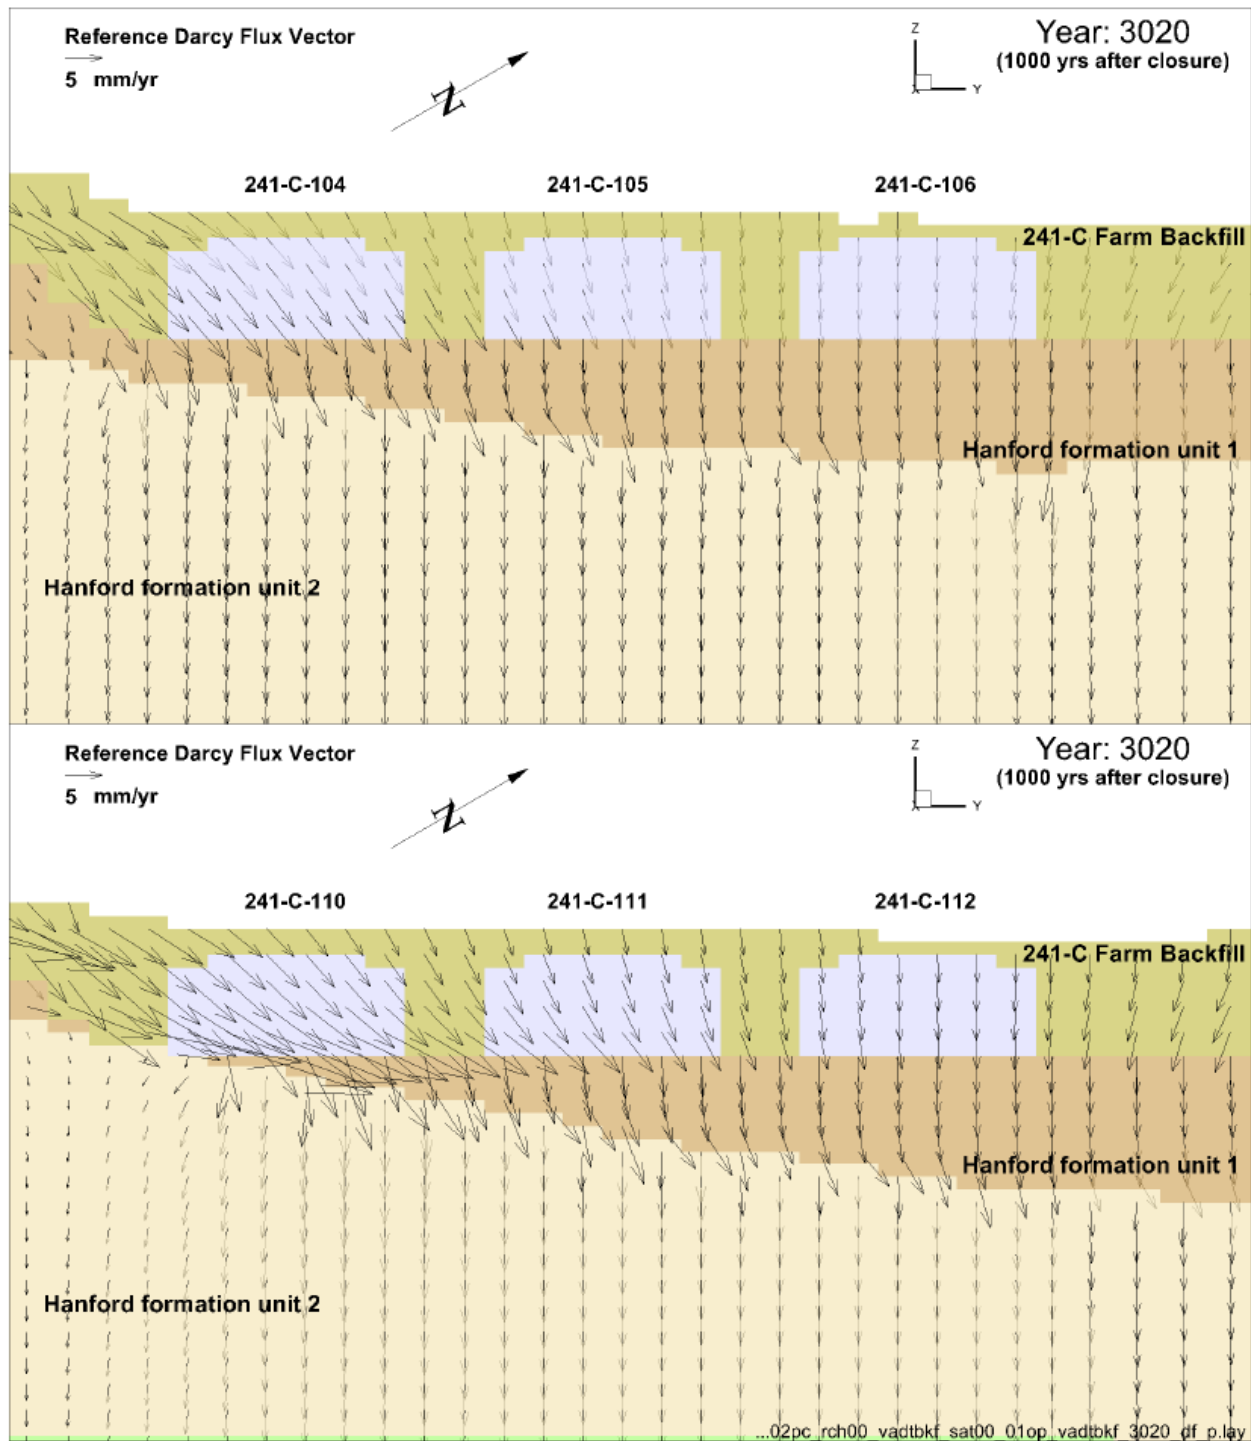 Reference Darcy Flux Vector
5 mm/yr
N
Z
Y
X
Year: 3020
(1000 yrs after closure)
241-C-104
241-C-105
241-C-106
241-C Farm Backfill
Hanford formation unit 1
Hanford formation unit 2
Reference Darcy Flux Vector
5 mm/yr
N
Z
Y
X
Year: 3020
(1000 yrs after closure)
241-C-110
241-C-111
241-C-112
241-C Farm Backfill
Hanford formation unit 1
Hanford formation unit 2
...02pc_rch00_vadtbkf_sat00_01op_vadtbkf_3020_df_p.lay